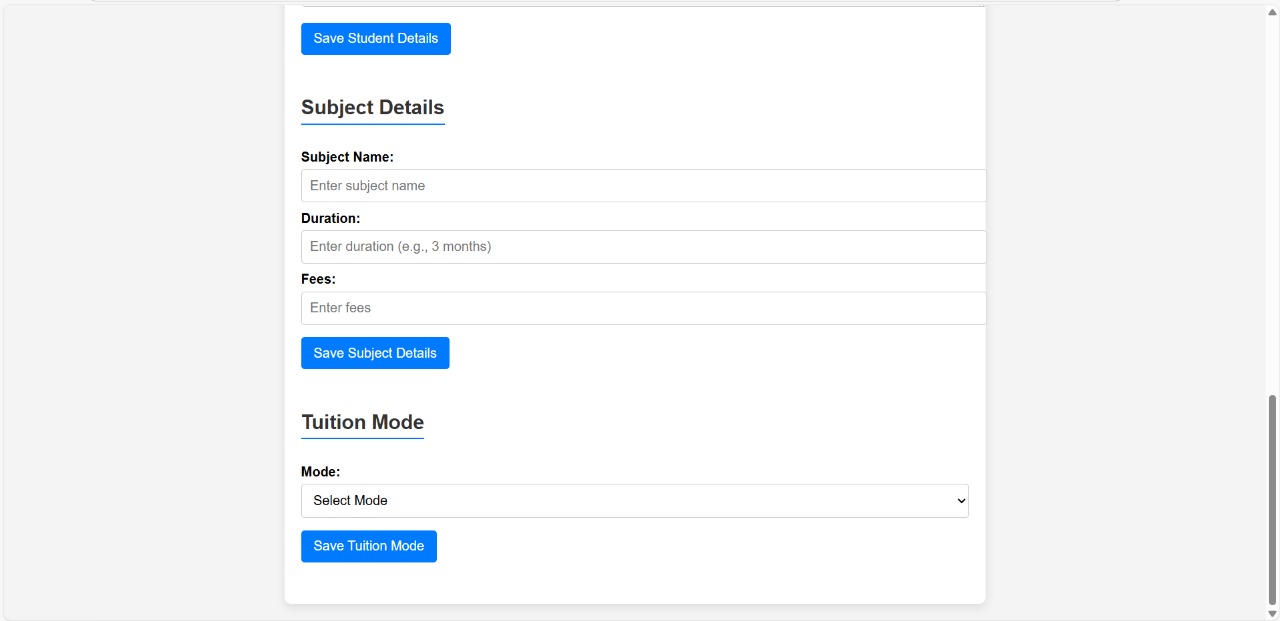 Save Student Details
Subject Details
Subject Name:
Enter subject name
Duration:
Enter duration (e.g., 3 months)
Fees:
Enter fees
Save Subject Details
Tuition Mode
Mode:
Select Mode
Save Tuition Mode